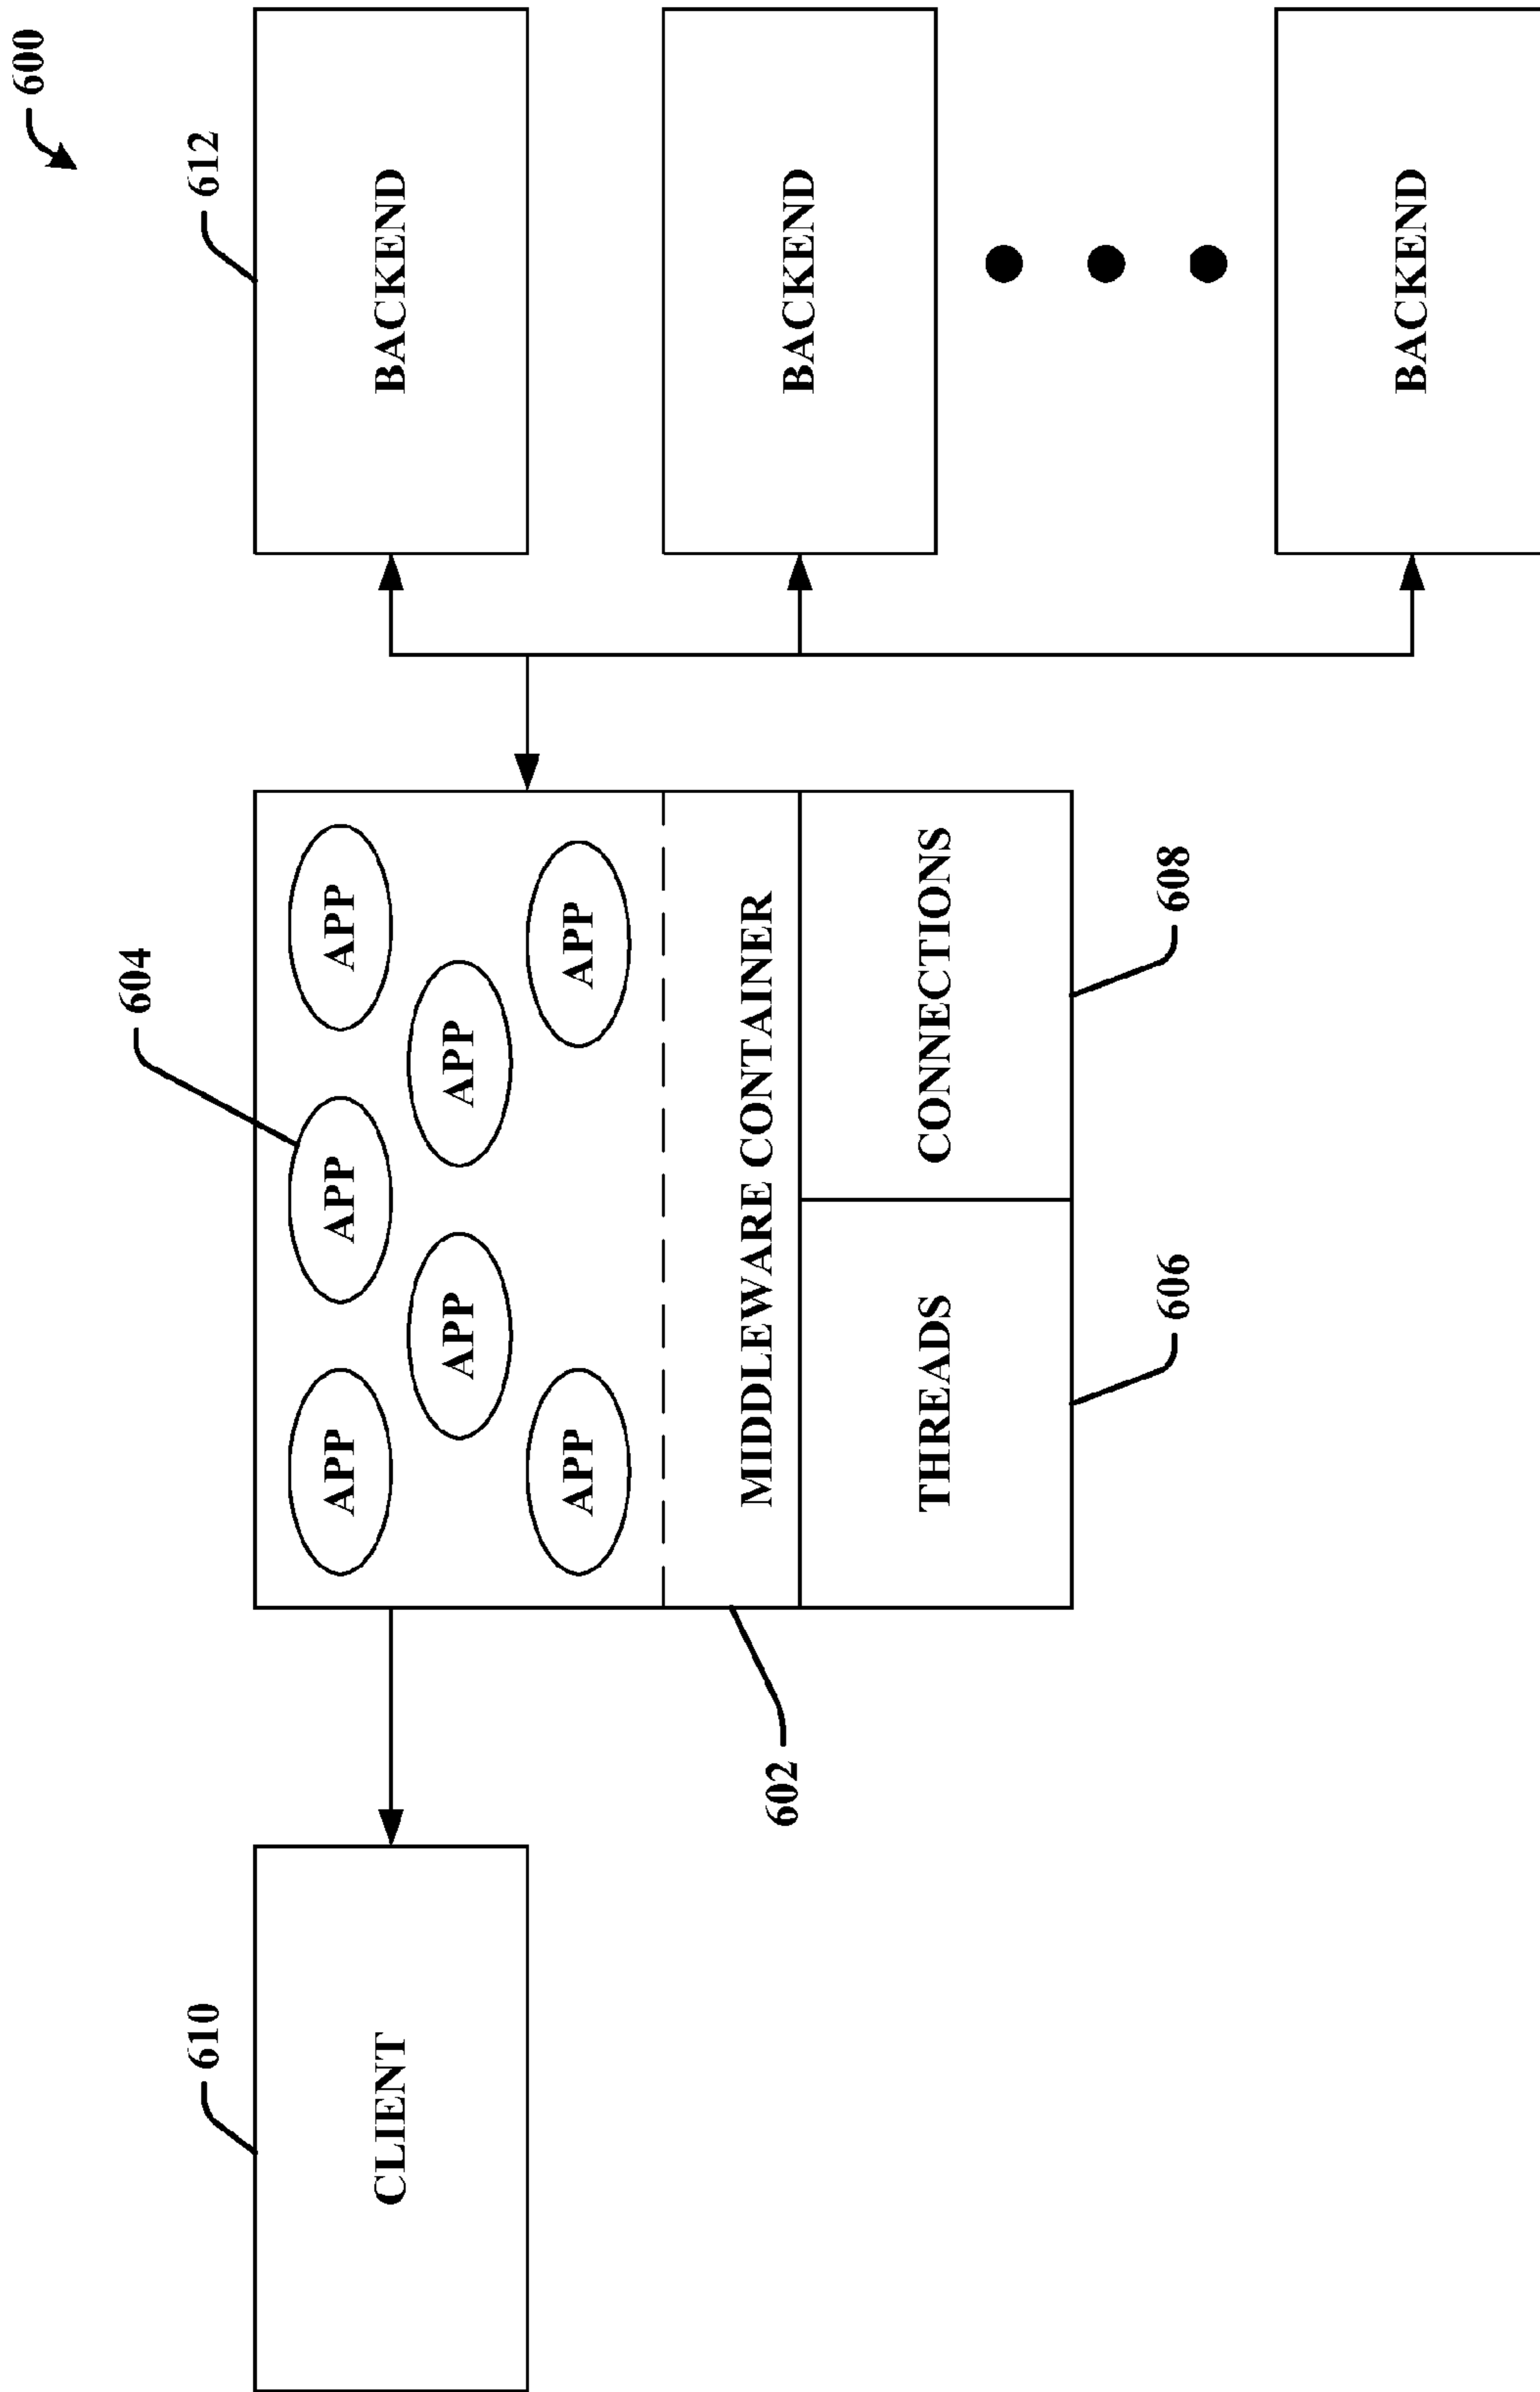 600
604
610
612
APP
APP
APP
CLIENT
BACKEND
APP
APP
APP
APP
MIDDLEWARE CONTAINER
602
BACKEND
THREADS
CONNECTIONS
606
608
BACKEND